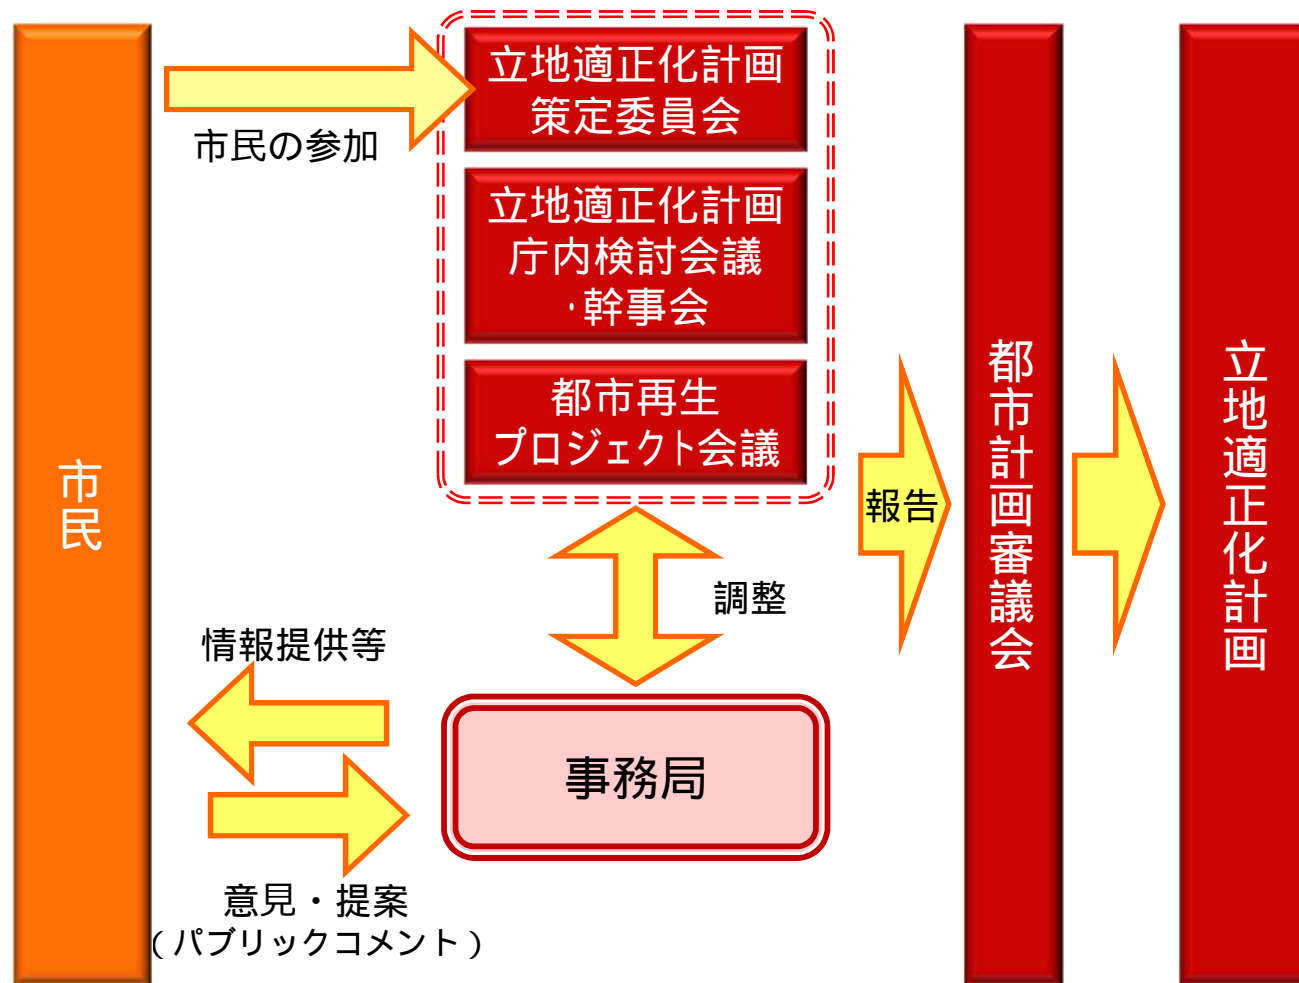 市民
市民の参加
立地適正化計画
策定委員会
立地適正化計画
庁内検討会議
・幹事会
都市再生
プロジェクト会議
調整
情報提供等
意見・提案
（パブリックコメント）
事務局
報告
都市計画審議会
立地適正化計画